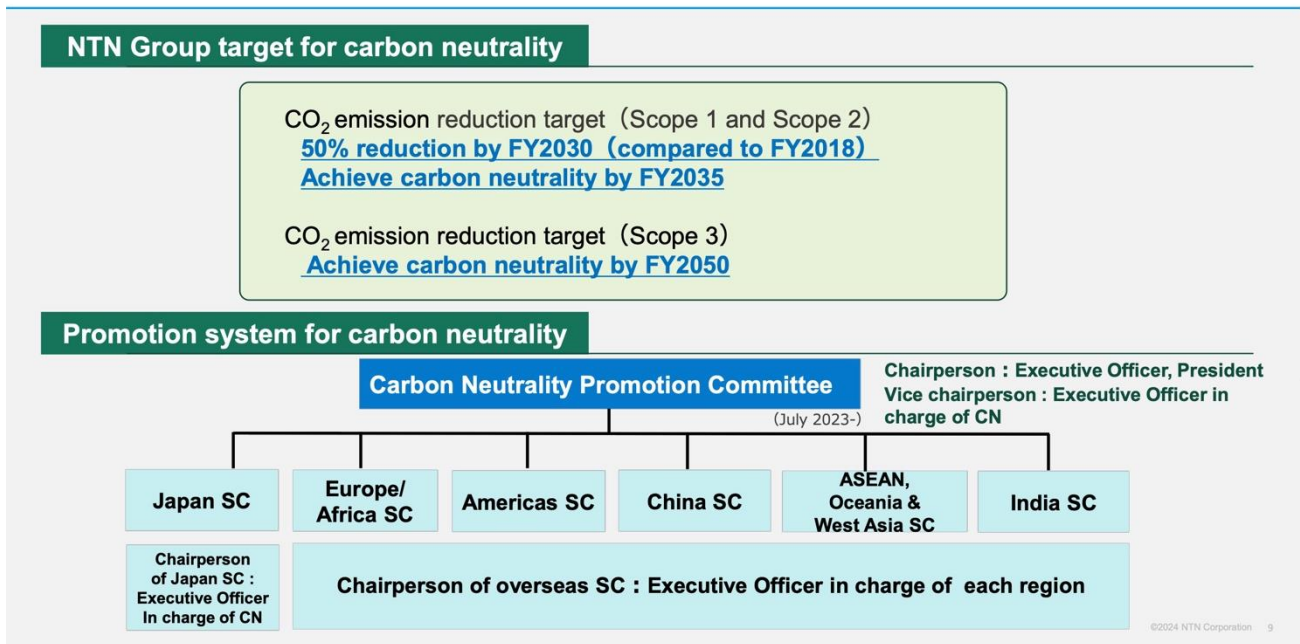 NTN Group target for carbon neutrality
CO2 emission reduction target（Scope 1 and Scope 2）
50% reduction by FY2030（compared to FY2018）
Achieve carbon neutrality by FY2035
CO2 emission reduction target（Scope 3）
Achieve carbon neutrality by FY2050
Promotion system for carbon neutrality
Carbon Neutrality Promotion Committee
(July 2023-)
Chairperson：Executive Officer, President
Vice chairperson : Executive Officer in
charge of CN
Japan SC
Europe/
Africa SC
Americas SC
China SC
ASEAN,
Oceania &
West Asia SC
India SC
Chairperson
of Japan SC :
Executive Officer
In charge of CN
Chairperson of overseas SC：Executive Officer in charge of each region
©2024 NTN Corporation 9